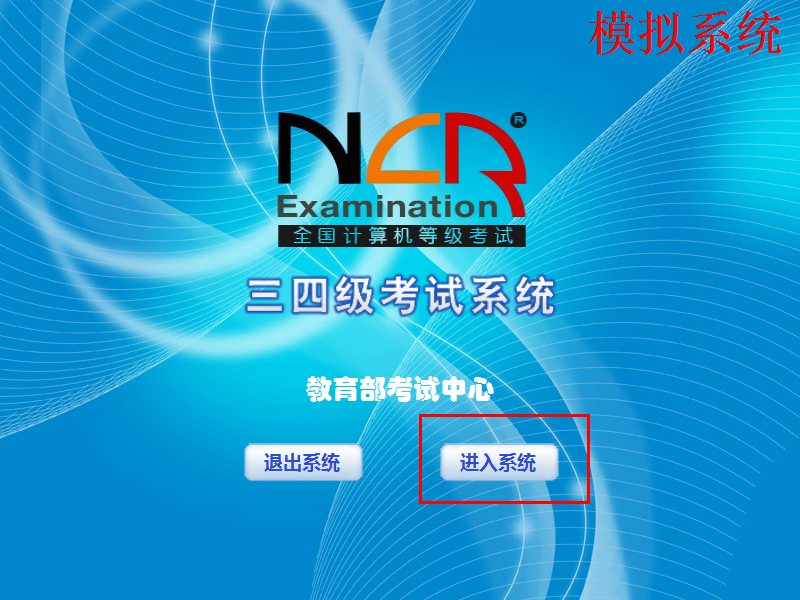 模拟系统
NCR®
Examination
全国计算机等级考试
三四级考试系统
教育部考试中心
退出系统
进入系统